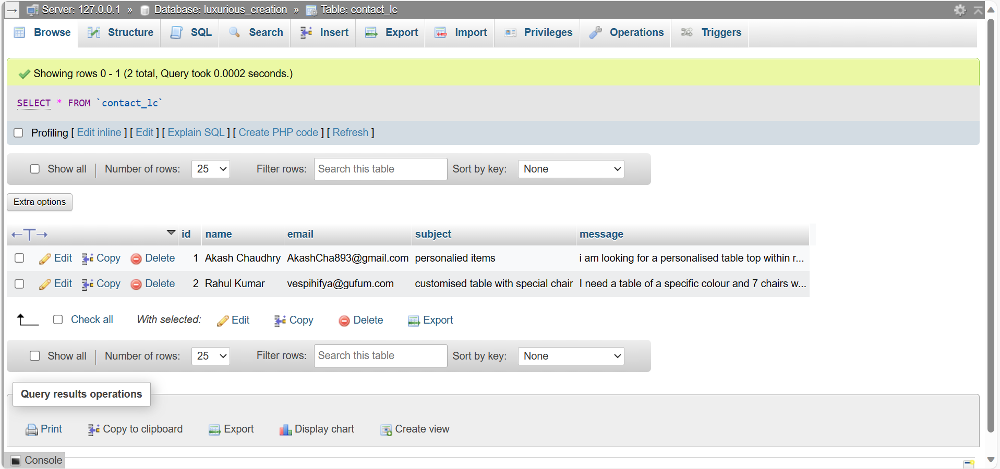 → Server: 127.0.0.1 » Database: luxurious_creation » Table: contact_lc
Browse Structure SQL Search Insert Export Import Privileges Operations Triggers
Showing rows 0 - 1 (2 total, Query took 0.0002 seconds.)
SELECT * FROM `contact_lc`
Profiling [ Edit inline ] [ Edit ] [ Explain SQL ] [ Create PHP code ] [ Refresh ]
Show all | Number of rows: 25 Filter rows: Search this table Sort by key: None
Extra options
←T→ id name email subject message
Edit Copy Delete 1 Akash Chaudhry AkashCha893@gmail.com personalied items i am looking for a personalised table top within r...
Edit Copy Delete 2 Rahul Kumar vespihifya@gufum.com customised table with special chair I need a table of a specific colour and 7 chairs w...
Check all With selected: Edit Copy Delete Export
Show all | Number of rows: 25 Filter rows: Search this table Sort by key: None
Query results operations
Print Copy to clipboard Export Display chart Create view
Console